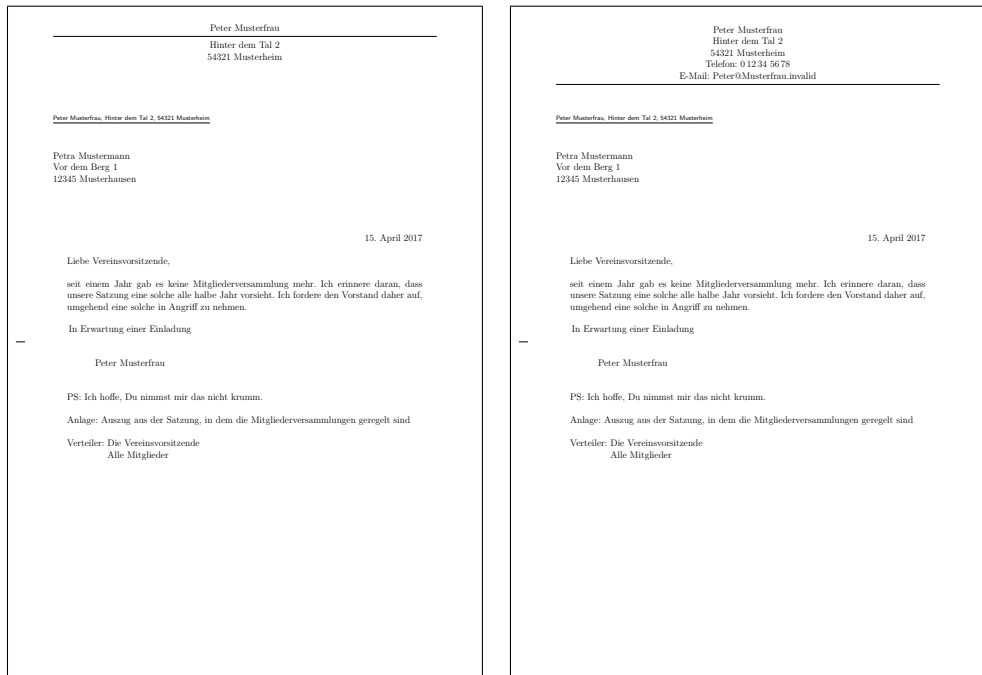 Peter Musterfrau
Hinter dem Tal 2
54321 Musterheim
Peter Musterfrau, Hinter dem Tal 2, 54321 Musterheim
Petra Mustermann
Vor dem Berg 1
12345 Musterhausen
15. April 2017
Liebe Vereinsvorsitzende,
seit einem Jahr gab es keine Mitgliederversammlung mehr. Ich erinnere daran, dass
unsere Satzung eine solche alle halbe Jahr vorsieht. Ich fordere den Vorstand daher auf,
umgehend eine solche in Angriff zu nehmen.
In Erwartung einer Einladung
Peter Musterfrau
PS: Ich hoffe, Du nimmst mir das nicht krumm.
Anlage: Auszug aus der Satzung, in dem die Mitgliederversammlungen geregelt sind
Verteiler: Die Vereinsvorsitzende
Alle Mitglieder
Peter Musterfrau
Hinter dem Tal 2
54321 Musterheim
Telefon: 0 12 34 56 78
E-Mail: Peter@Musterfrau.invalid
Peter Musterfrau, Hinter dem Tal 2, 54321 Musterheim
Petra Mustermann
Vor dem Berg 1
12345 Musterhausen
15. April 2017
Liebe Vereinsvorsitzende,
seit einem Jahr gab es keine Mitgliederversammlung mehr. Ich erinnere daran, dass
unsere Satzung eine solche alle halbe Jahr vorsieht. Ich fordere den Vorstand daher auf,
umgehend eine solche in Angriff zu nehmen.
In Erwartung einer Einladung
Peter Musterfrau
PS: Ich hoffe, Du nimmst mir das nicht krumm.
Anlage: Auszug aus der Satzung, in dem die Mitgliederversammlungen geregelt sind
Verteiler: Die Vereinsvorsitzende
Alle Mitglieder